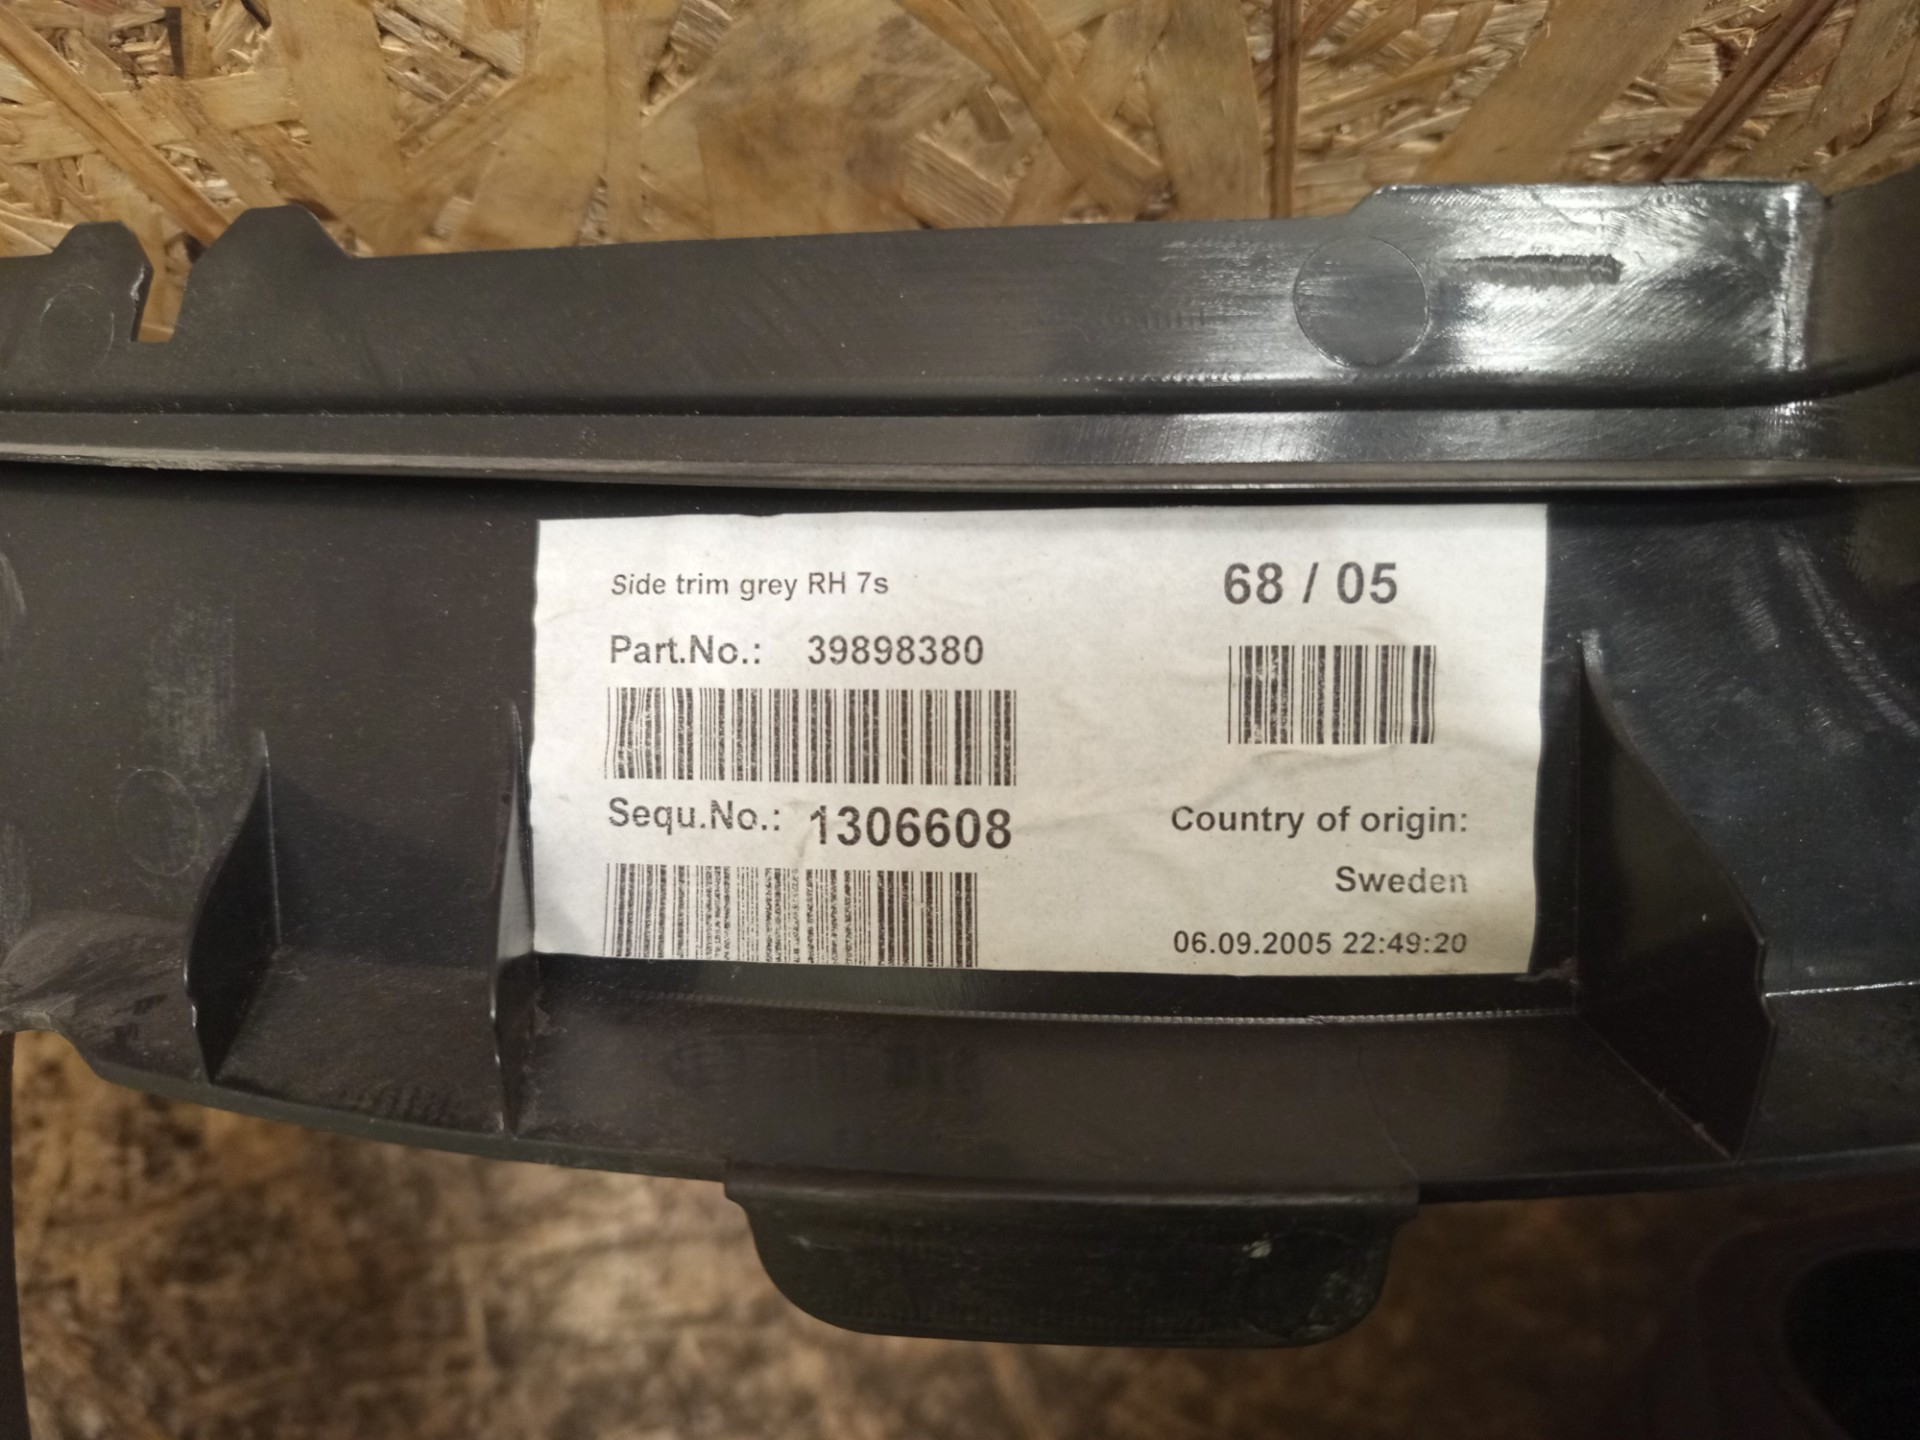 Side trim grey RH 7s
68 / 05
Part.No.: 39898380
Sequ.No.: 1306608
Country of origin:
Sweden
06.09.2005 22:49:20